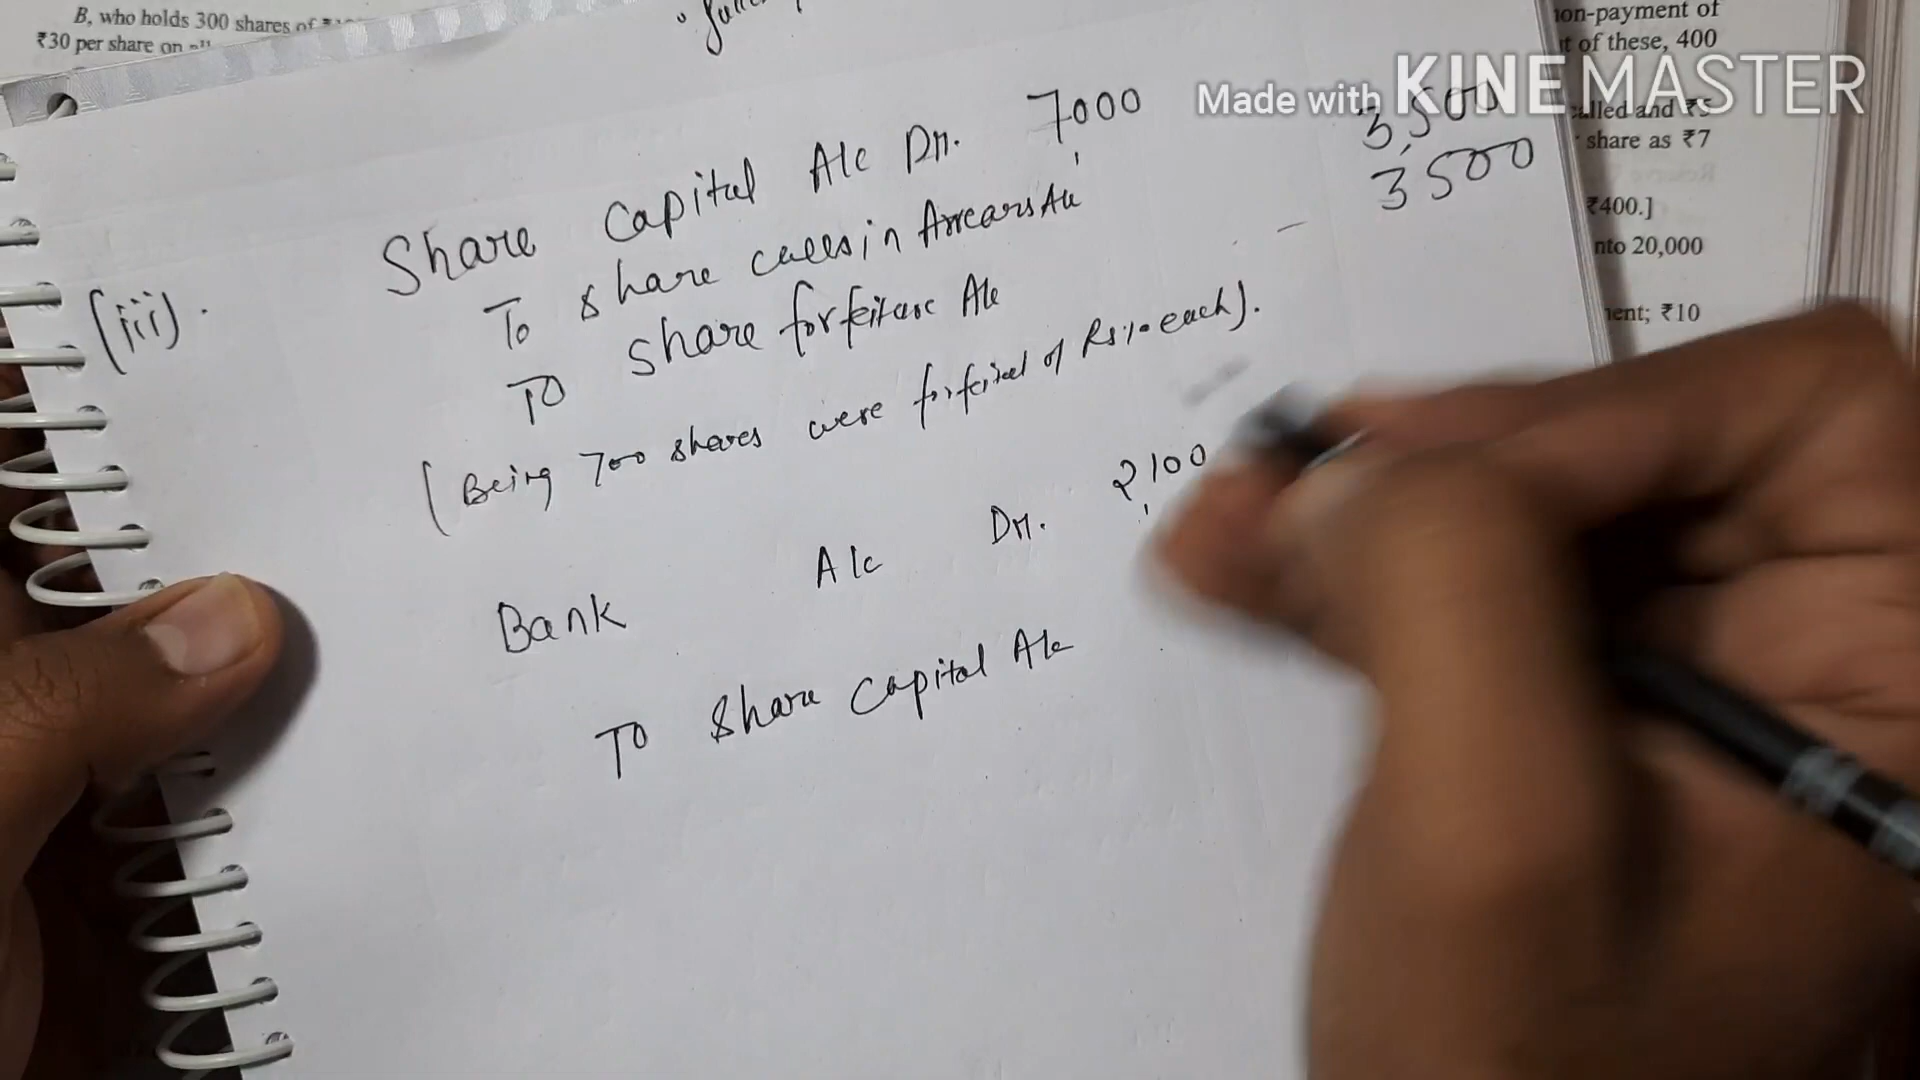 B, who holds 300 shares of
₹30 per share on
non-payment of
t of these, 400
Made with KINEMASTER
alled and ₹5
share as ₹7
₹400.]
nto 20,000
ent; ₹10
(iii). Share Capital A/c Dr. 7000
To share calls in Arrears A/c 3,500
To share forfeiture A/c - 3500
(Being 700 shares were forfeited of Rs 10 each).
Bank A/c Dr. 2100
To Share Capital A/c